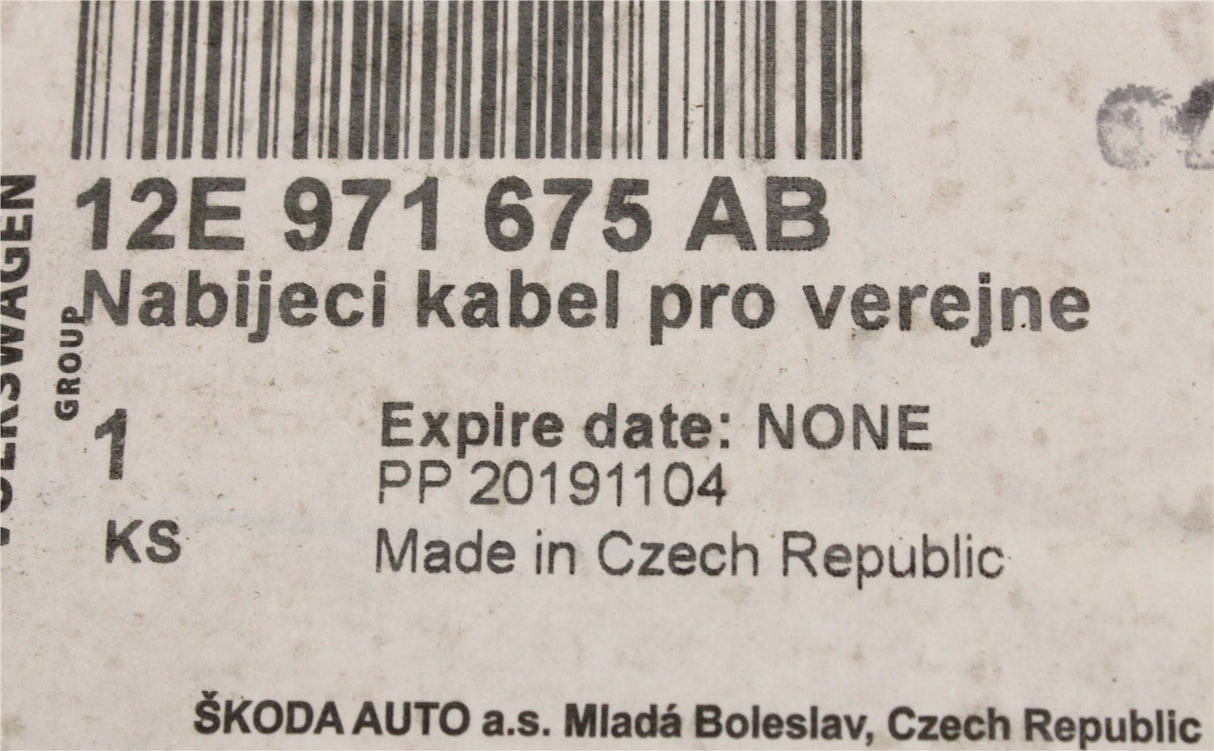 12E 971 675 AB
Nabijeci kabel pro verejne
VOLKSWAGEN
GROUP
1
Expire date: NONE
PP 20191104
KS
Made in Czech Republic
ŠKODA AUTO a.s. Mladá Boleslav, Czech Republic